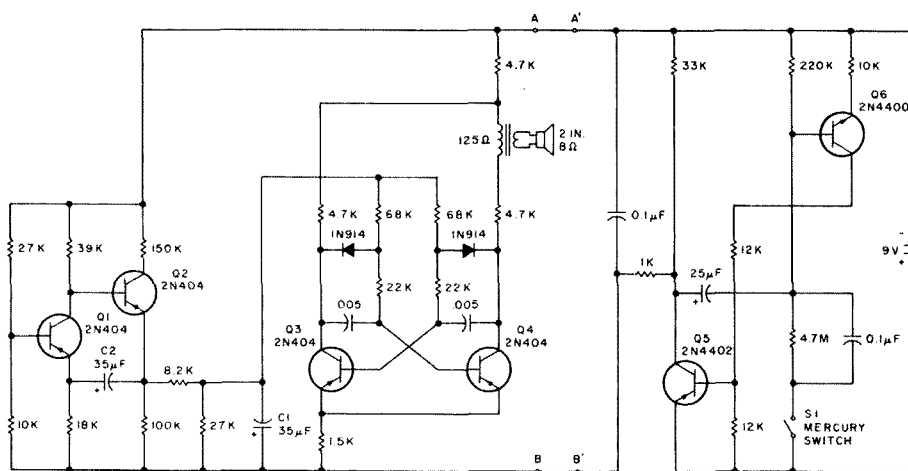 A A'
4.7K
33K
220K
10K
Q6
2N4400
125Ω
2 IN.
8Ω
27K
39K
150K
4.7K
68K
68K
4.7K
0.1µF
1N914
1N914
12K
9V
-
+
Q2
2N404
1K
25µF
+
22K
22K
Q1
2N404
.005
.005
C2
35µF
+
Q3
2N404
Q4
2N404
Q5
2N4402
4.7M
0.1µF
8.2K
10K
18K
100K
27K
C1
35µF
+
1.5K
12K
S1
MERCURY
SWITCH
B B'